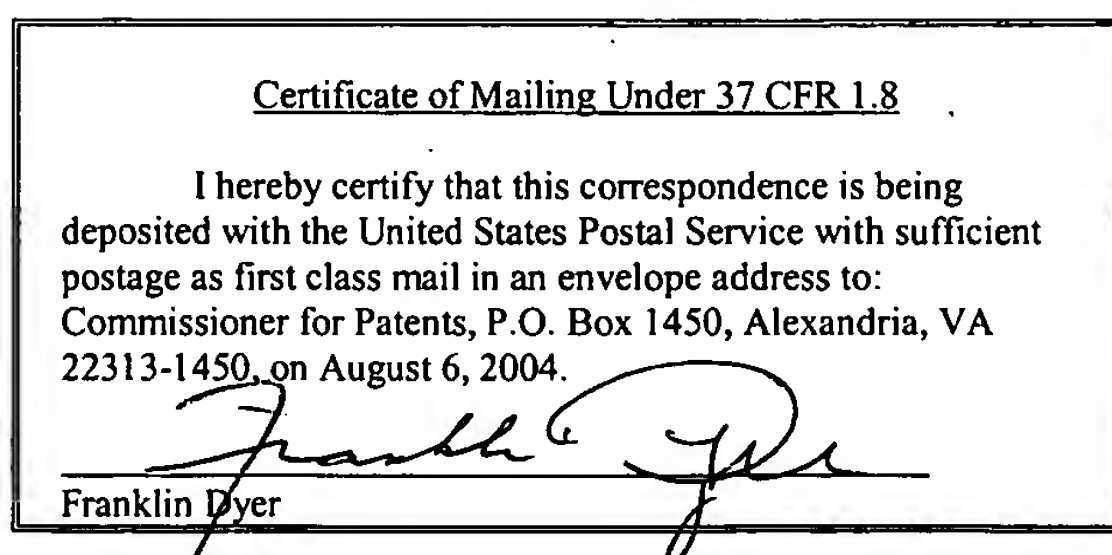 Certificate of Mailing Under 37 CFR 1.8
I hereby certify that this correspondence is being
deposited with the United States Postal Service with sufficient
postage as first class mail in an envelope address to:
Commissioner for Patents, P.O. Box 1450, Alexandria, VA
22313-1450, on August 6, 2004.
Franklin Dyer
Franklin Dyer